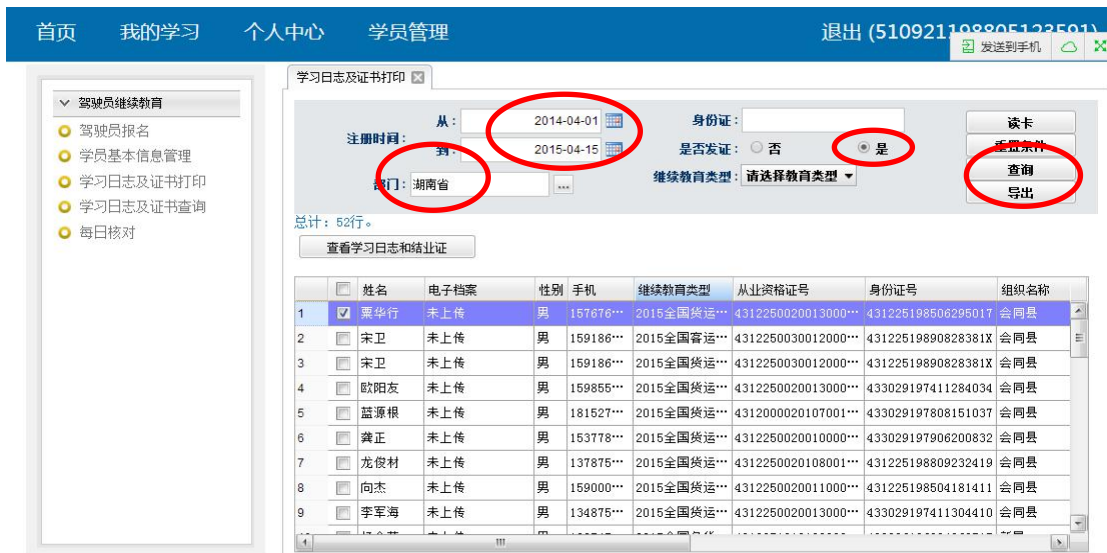 首页 我的学习 个人中心 学员管理 退出 (510921198805123591)
发送到手机
学习日志及证书打印
驾驶员继续教育
驾驶员报名
学员基本信息管理
学习日志及证书打印
学习日志及证书查询
每日核对
注册时间: 从: 2014-04-01 身份证: 读卡
到: 2015-04-15 是否发证: 否 是 重置条件
部门: 湖南省 ... 继续教育类型: 请选择教育类型 查询
导出
总计: 52行。
查看学习日志和结业证
姓名 电子档案 性别 手机 继续教育类型 从业资格证号 身份证号 组织名称
1 粟华行 未上传 男 157676… 2015全国货运… 4312250020013000… 431225198506295017 会同县
2 宋卫 未上传 男 159186… 2015全国客运… 4312250030012000… 43122519890828381X 会同县
3 宋卫 未上传 男 159186… 2015全国货运… 4312250030012000… 43122519890828381X 会同县
4 欧阳友 未上传 男 159855… 2015全国货运… 4312250020013000… 433029197411284034 会同县
5 蓝源根 未上传 男 181527… 2015全国货运… 4312000020107001… 433029197808151037 会同县
6 龚正 未上传 男 153778… 2015全国货运… 4312250020010000… 433029197906200832 会同县
7 龙俊材 未上传 男 137875… 2015全国货运… 4312250020108001… 431225198809232419 会同县
8 向杰 未上传 男 159000… 2015全国货运… 4312250020011000… 431225198504181411 会同县
9 李军海 未上传 男 134875… 2015全国货运… 4312250020013000… 433029197411304410 会同县